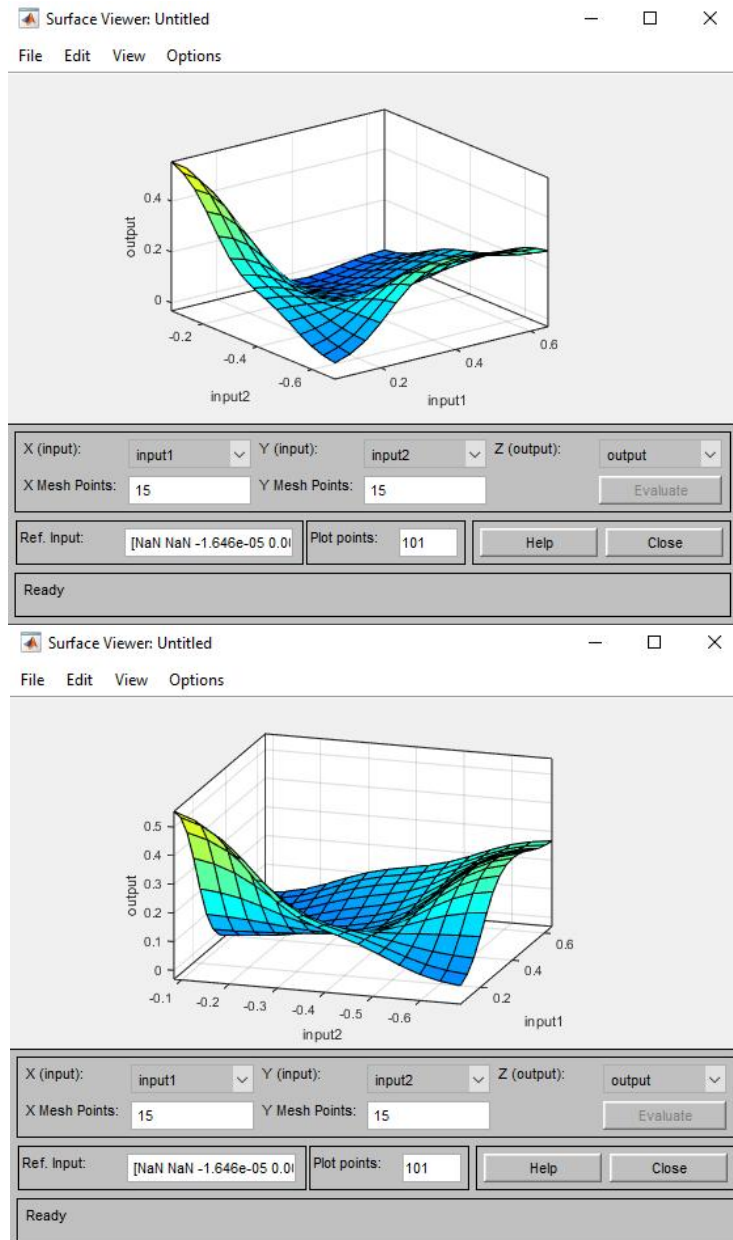 Surface Viewer: Untitled
File Edit View Options
0.4
0.2
0
output
-0.2
-0.4
-0.6
input2
0.2
0.4
0.6
input1
X (input): input1 Y (input): input2 Z (output): output
X Mesh Points: 15 Y Mesh Points: 15 Evaluate
Ref. Input: [NaN NaN -1.646e-05 0.0 Plot points: 101 Help Close
Ready
Surface Viewer: Untitled
File Edit View Options
0.5
0.4
0.3
0.2
0.1
0
output
-0.1
-0.2
-0.3
-0.4
-0.5
-0.6
input2
0.2
0.4
0.6
input1
X (input): input1 Y (input): input2 Z (output): output
X Mesh Points: 15 Y Mesh Points: 15 Evaluate
Ref. Input: [NaN NaN -1.646e-05 0.0 Plot points: 101 Help Close
Ready